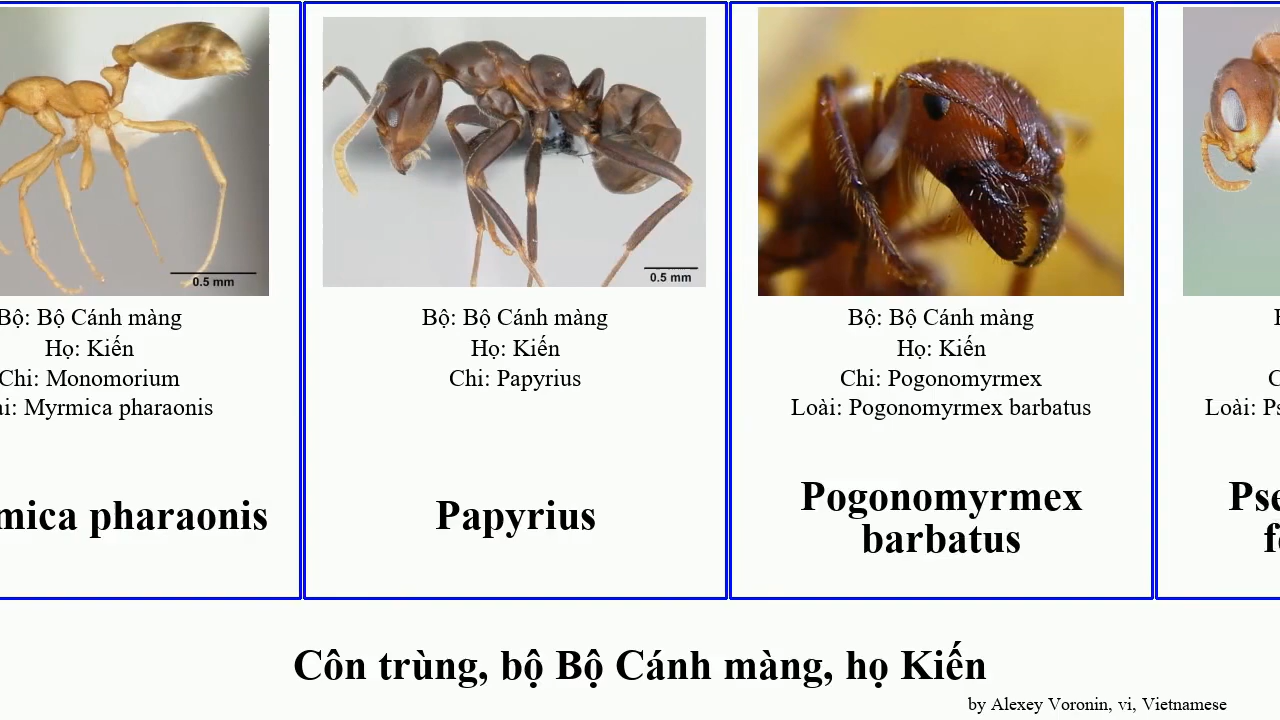 0.5 mm
Bộ: Bộ Cánh màng
Họ: Kiến
Chi: Monomorium
Myrmica pharaonis
pharaonis
0.5 mm
Bộ: Bộ Cánh màng
Họ: Kiến
Chi: Papyrius
Papyrius
Bộ: Bộ Cánh màng
Họ: Kiến
Chi: Pogonomyrmex
Loài: Pogonomyrmex barbatus
Pogonomyrmex
barbatus
Loài:
Côn trùng, bộ Bộ Cánh màng, họ Kiến
by Alexey Voronin, vi, Vietnamese